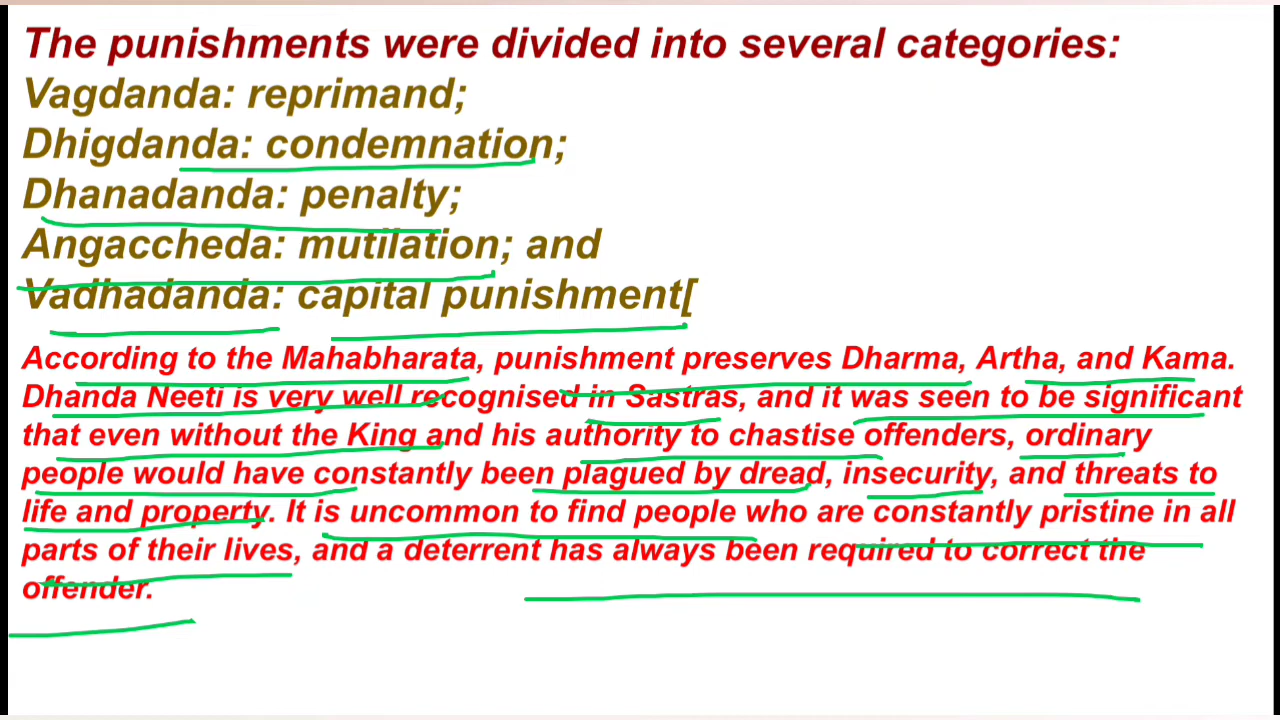 The punishments were divided into several categories:
Vagdanda: reprimand;
Dhigdanda: condemnation;
Dhanadanda: penalty;
Angaccheda: mutilation; and
Vadhadanda: capital punishment[
According to the Mahabharata, punishment preserves Dharma, Artha, and Kama.
Dhanda Neeti is very well recognised in Sastras, and it was seen to be significant
that even without the King and his authority to chastise offenders, ordinary
people would have constantly been plagued by dread, insecurity, and threats to
life and property. It is uncommon to find people who are constantly pristine in all
parts of their lives, and a deterrent has always been required to correct the
offender.